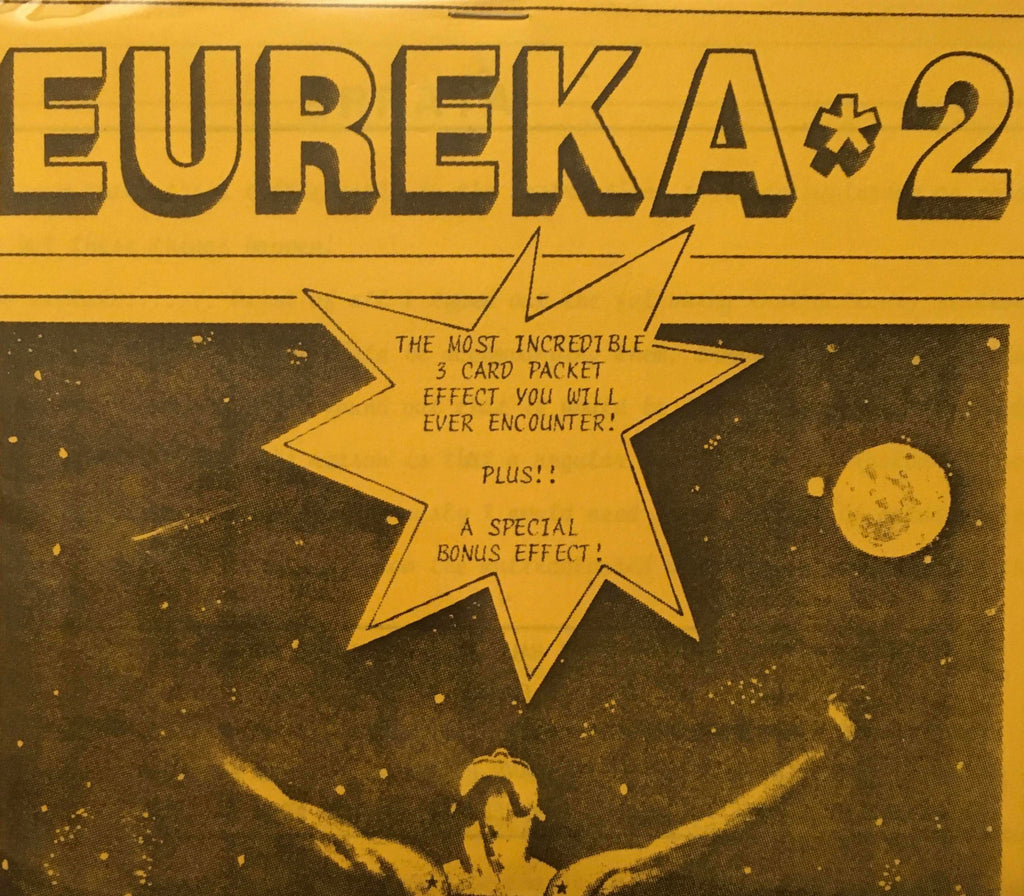 EUREKA*2
THE MOST INCREDIBLE
3 CARD PACKET
EFFECT YOU WILL
EVER ENCOUNTER!
PLUS!!
A SPECIAL
BONUS EFFECT!